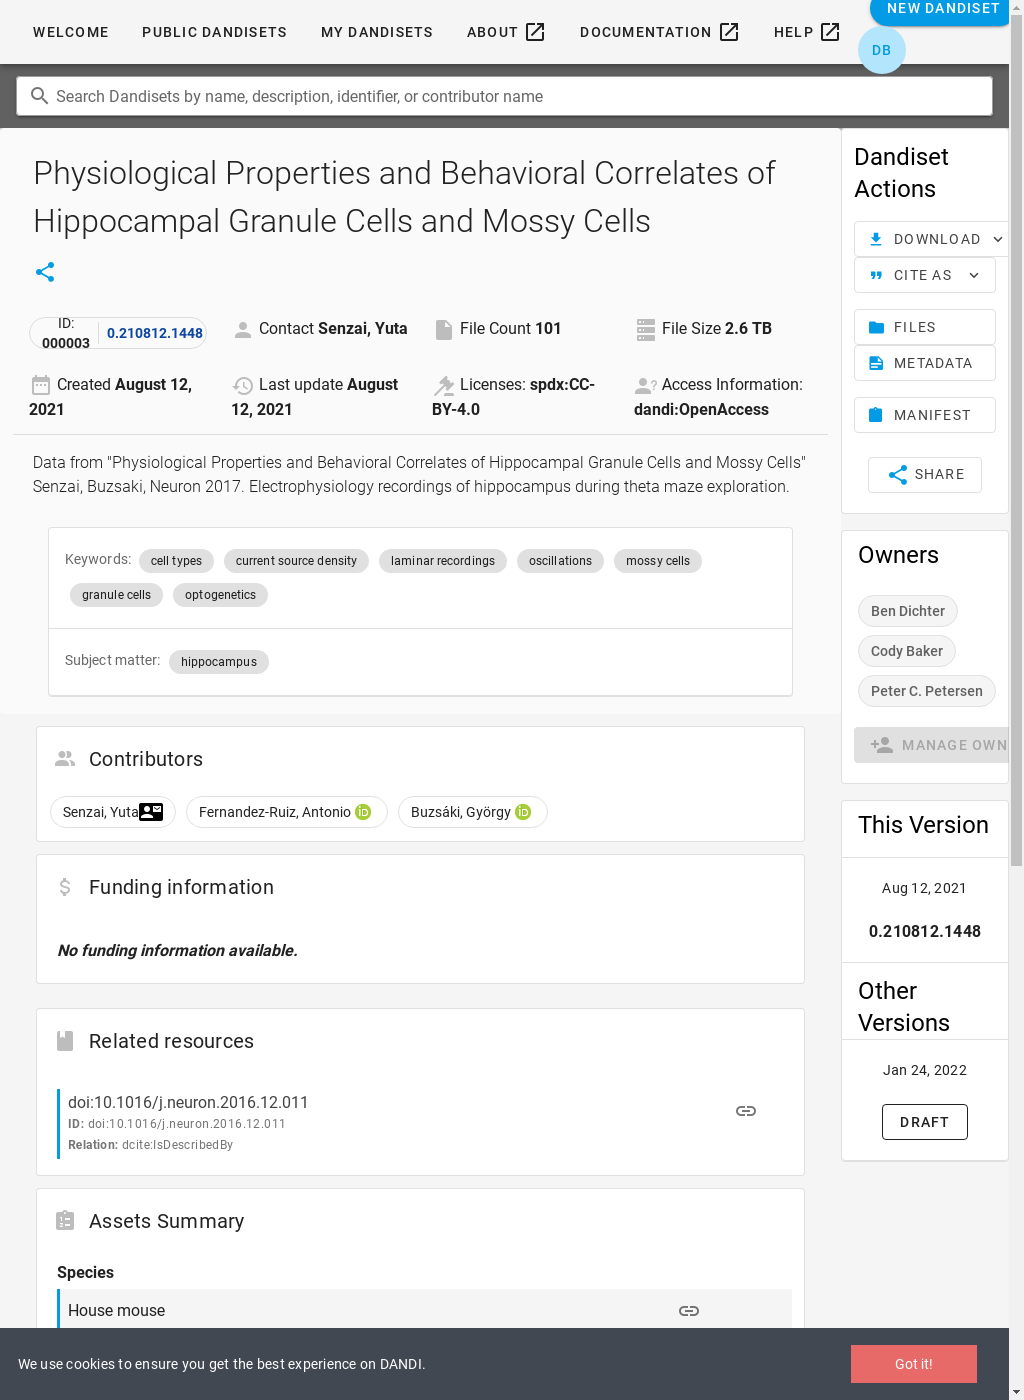 WELCOME
PUBLIC DANDISETS
MY DANDISETS
ABOUT
DOCUMENTATION
HELP
NEW DANDISET
DB
Search Dandisets by name, description, identifier, or contributor name
Physiological Properties and Behavioral Correlates of
Hippocampal Granule Cells and Mossy Cells
ID:
000003
0.210812.1448
Contact Senzai, Yuta
File Count 101
File Size 2.6 TB
Created August 12,
2021
Last update August
12, 2021
Licenses: spdx:CC-
BY-4.0
Access Information:
dandi:OpenAccess
Data from "Physiological Properties and Behavioral Correlates of Hippocampal Granule Cells and Mossy Cells"
Senzai, Buzsaki, Neuron 2017. Electrophysiology recordings of hippocampus during theta maze exploration.
Keywords: cell types current source density laminar recordings oscillations mossy cells
granule cells optogenetics
Subject matter: hippocampus
Contributors
Senzai, Yuta
Fernandez-Ruiz, Antonio iD
Buzsáki, György iD
Funding information
No funding information available.
Related resources
doi:10.1016/j.neuron.2016.12.011
ID: doi:10.1016/j.neuron.2016.12.011
Relation: dcite:IsDescribedBy
Assets Summary
Species
House mouse
Dandiset
Actions
DOWNLOAD
CITE AS
FILES
METADATA
MANIFEST
SHARE
Owners
Ben Dichter
Cody Baker
Peter C. Petersen
MANAGE OWN
This Version
Aug 12, 2021
0.210812.1448
Other
Versions
Jan 24, 2022
DRAFT
We use cookies to ensure you get the best experience on DANDI.
Got it!